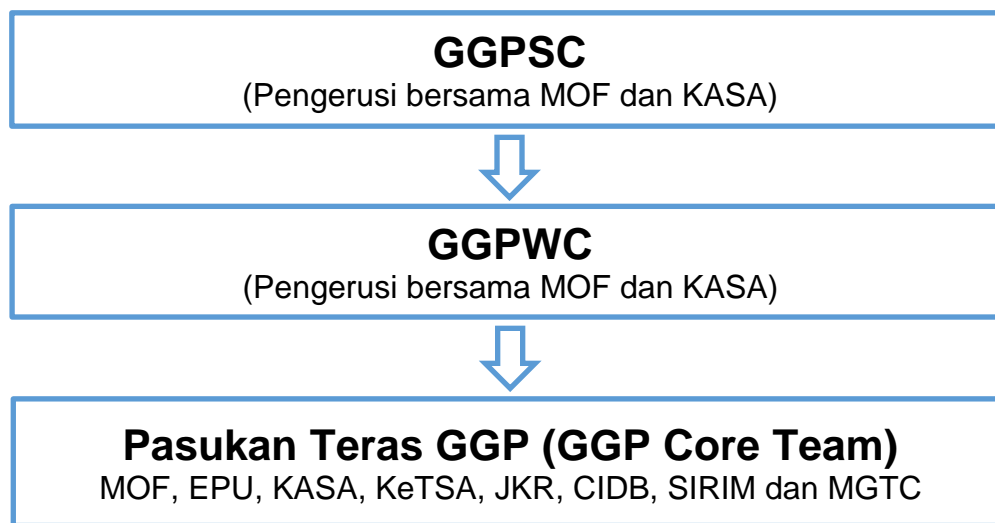 GGPSC
(Pengerusi bersama MOF dan KASA)
GGPWC
(Pengerusi bersama MOF dan KASA)
Pasukan Teras GGP (GGP Core Team)
MOF, EPU, KASA, KeTSA, JKR, CIDB, SIRIM dan MGTC